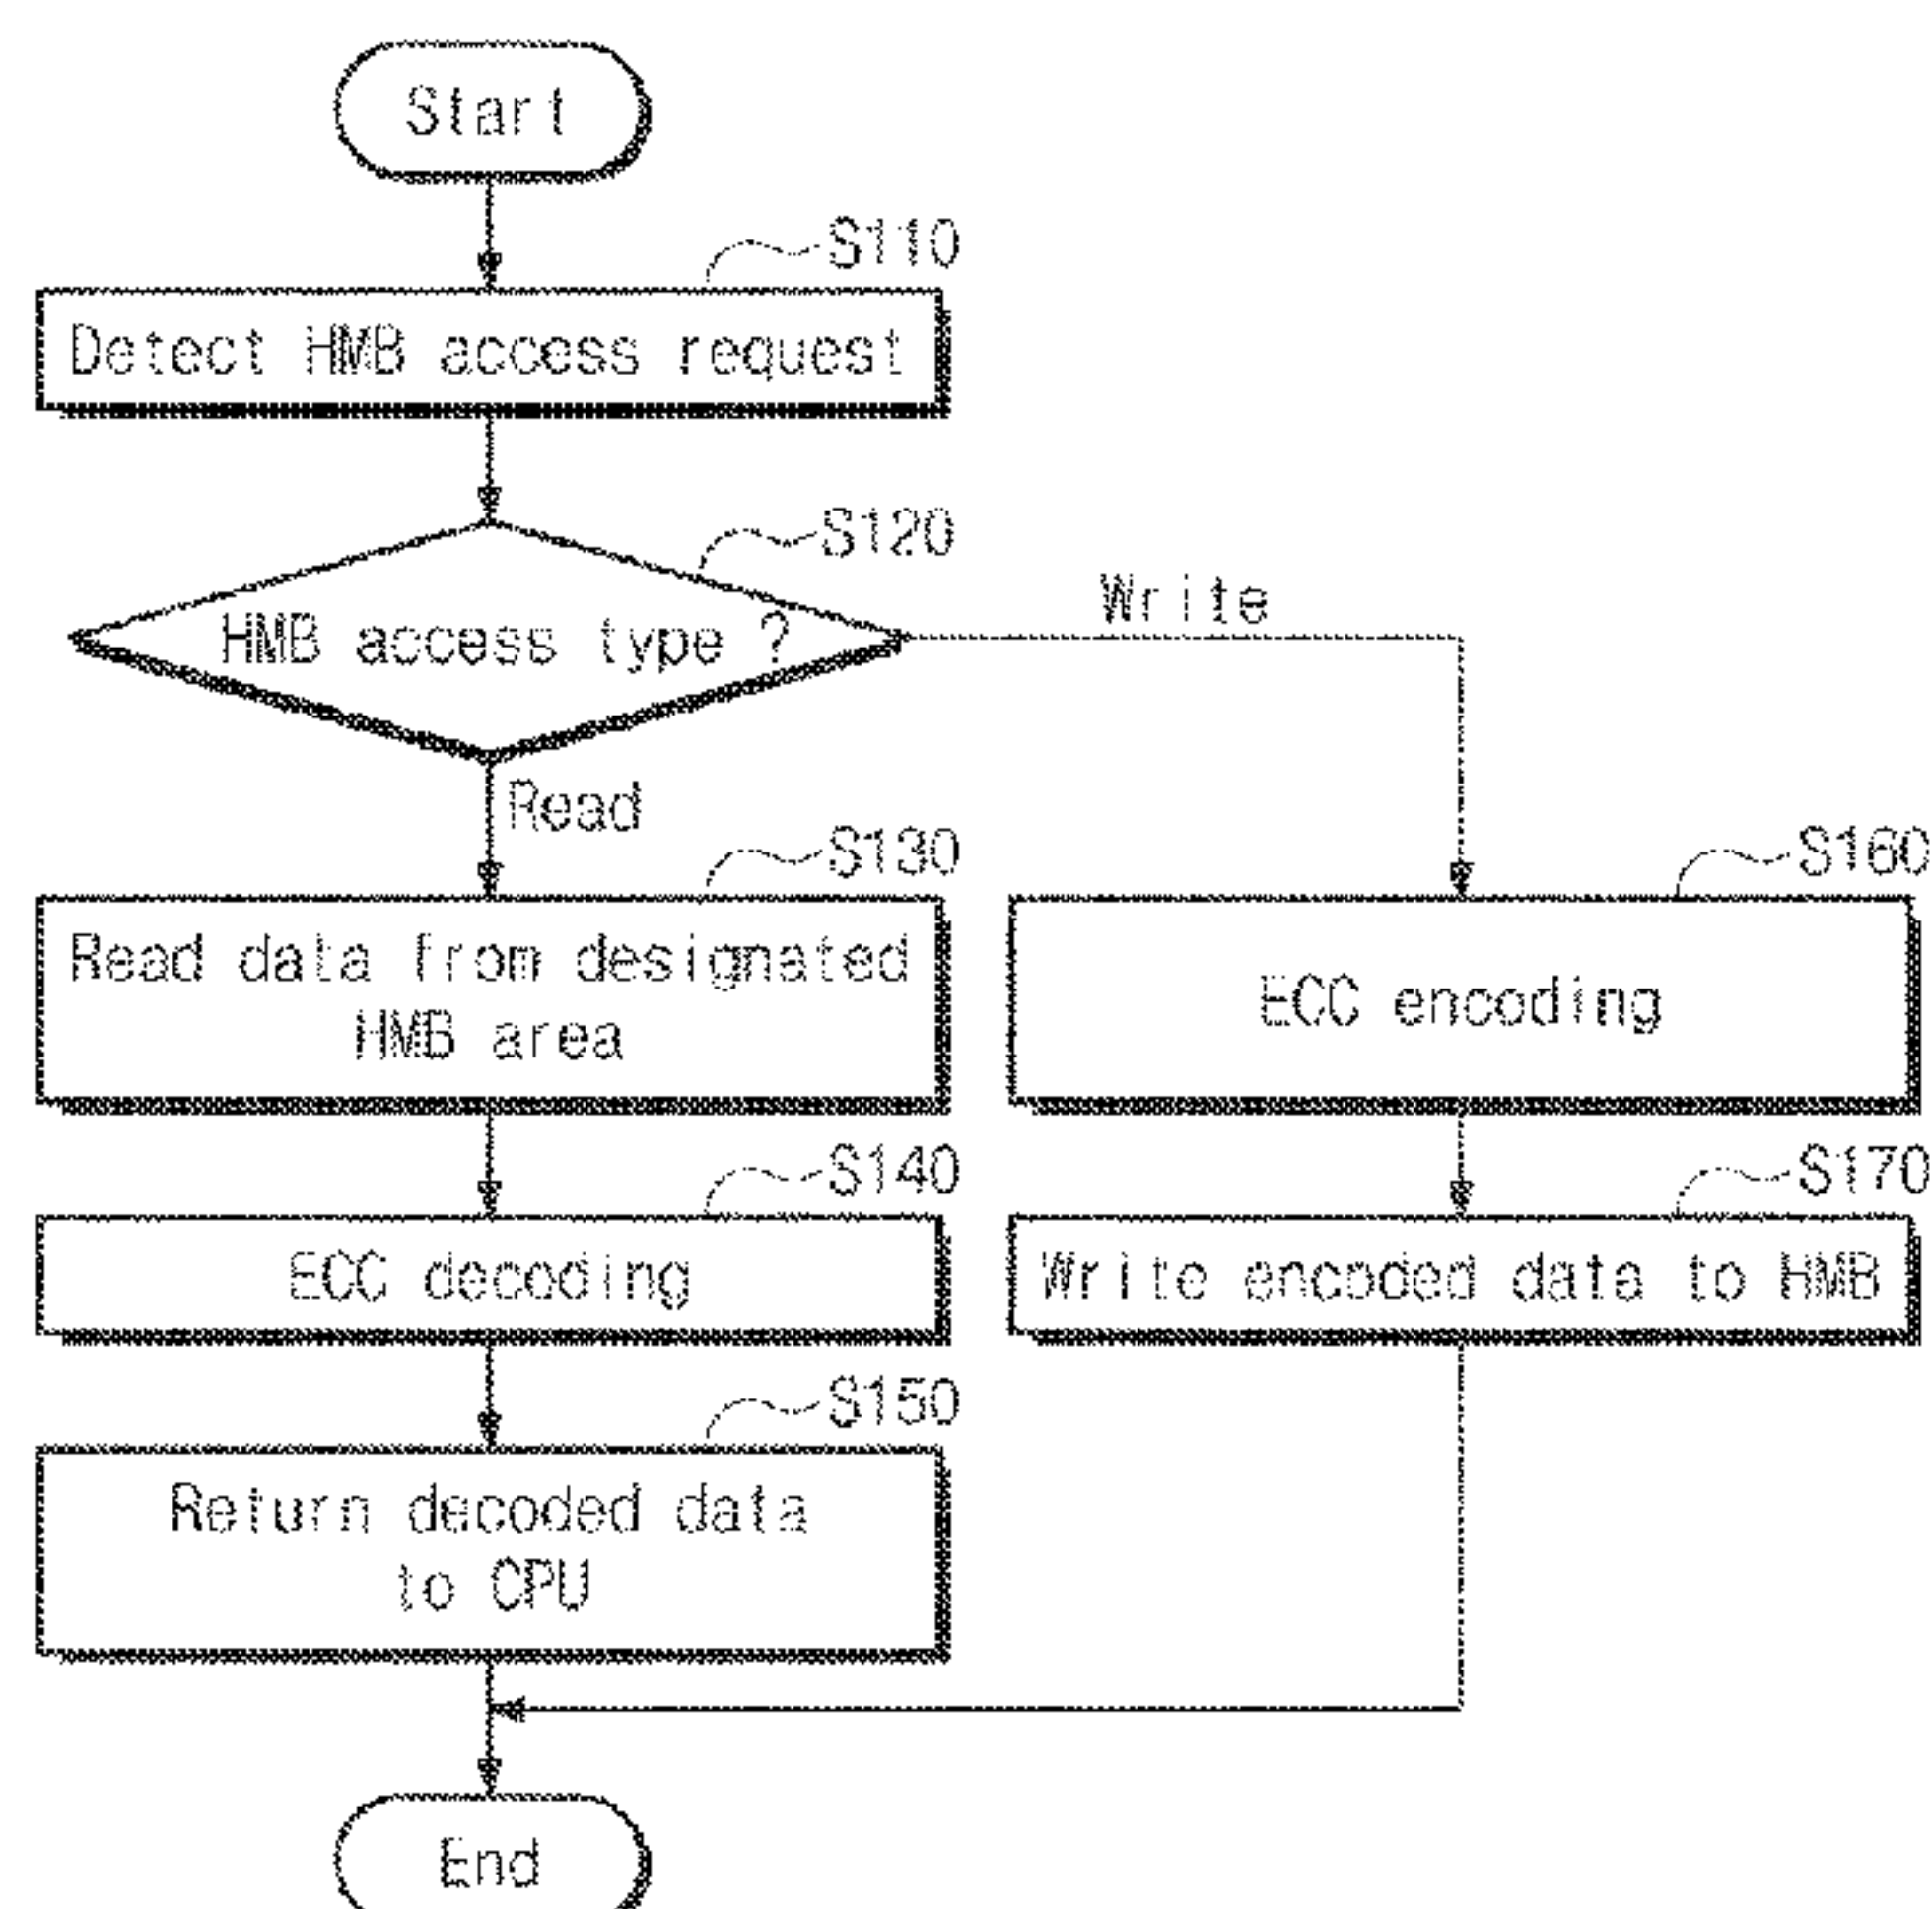 Start
S110
Detect HMB access request
S120
HMB access type ?
Write
Read
S130
Read data from designated
HMB area
S160
ECC encoding
S140
ECC decoding
S170
Write encoded data to HMB
S150
Return decoded data
to CPU
End